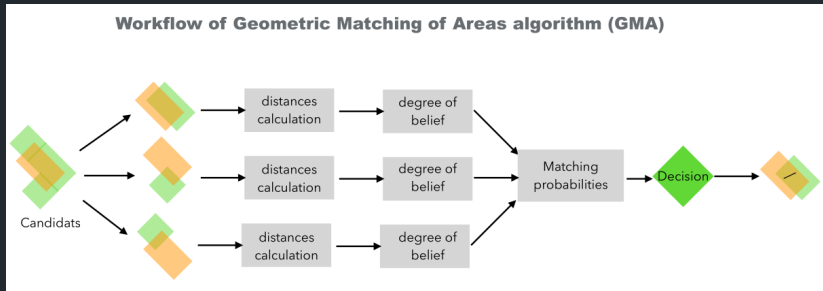 Workflow of Geometric Matching of Areas algorithm (GMA)
distances
calculation
degree of
belief
distances
calculation
degree of
belief
Matching
probabilities
Decision
Candidats
distances
calculation
degree of
belief